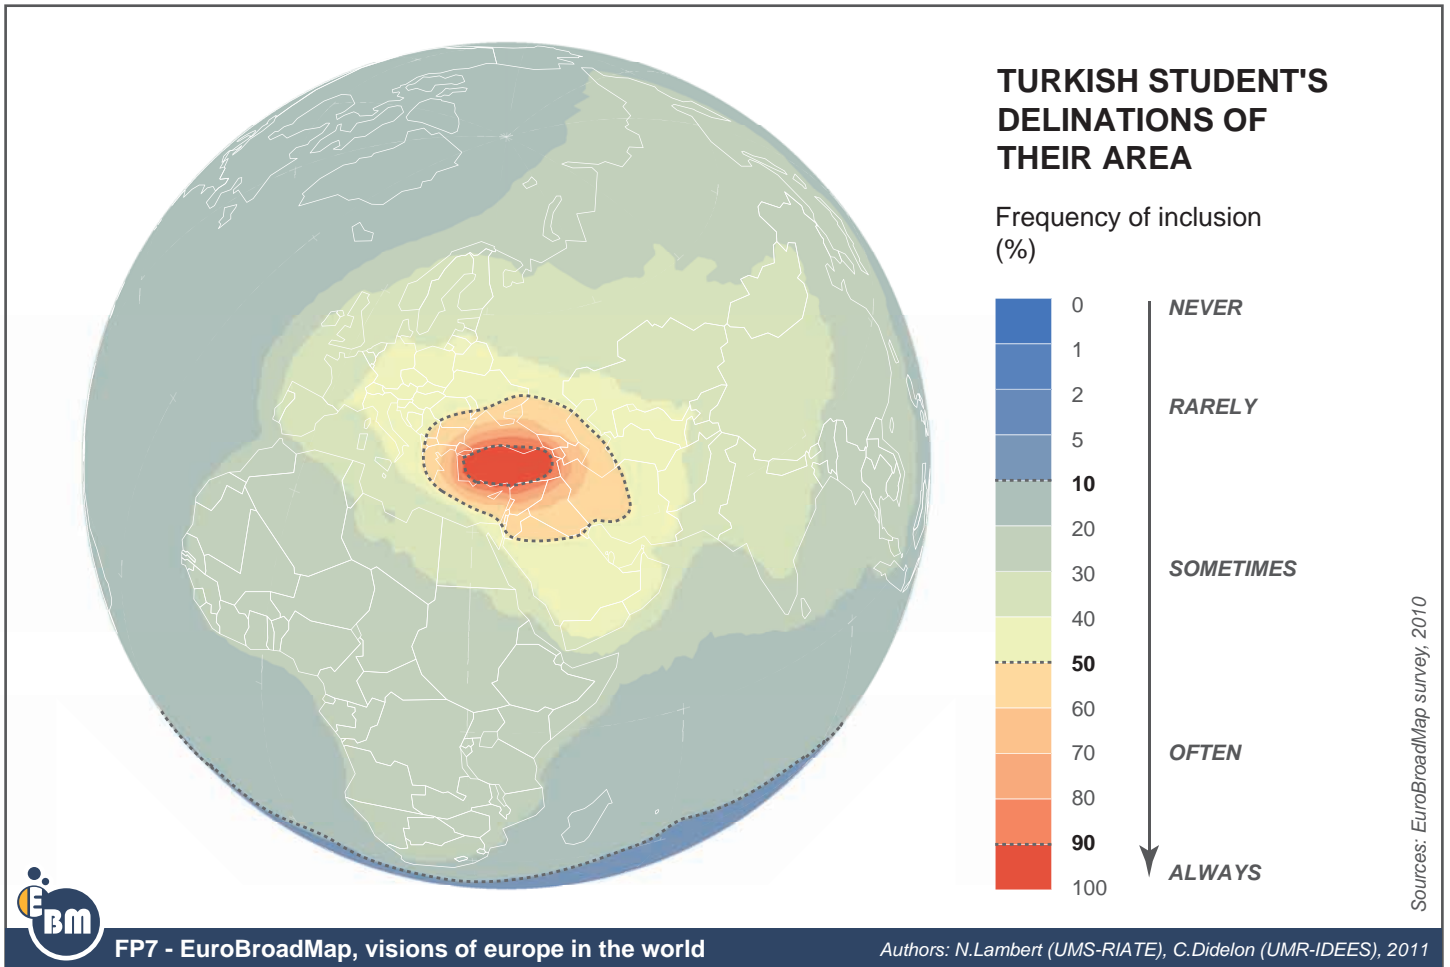 TURKISH STUDENT'S
DELINATIONS OF
THEIR AREA
Frequency of inclusion
(%)
0
NEVER
1
2
RARELY
5
10
20
30
SOMETIMES
40
50
60
70
OFTEN
80
90
ALWAYS
100
Sources: EuroBroadMap survey, 2010
EBM
FP7 - EuroBroadMap, visions of europe in the world
Authors: N.Lambert (UMS-RIATE), C.Didelon (UMR-IDEES), 2011